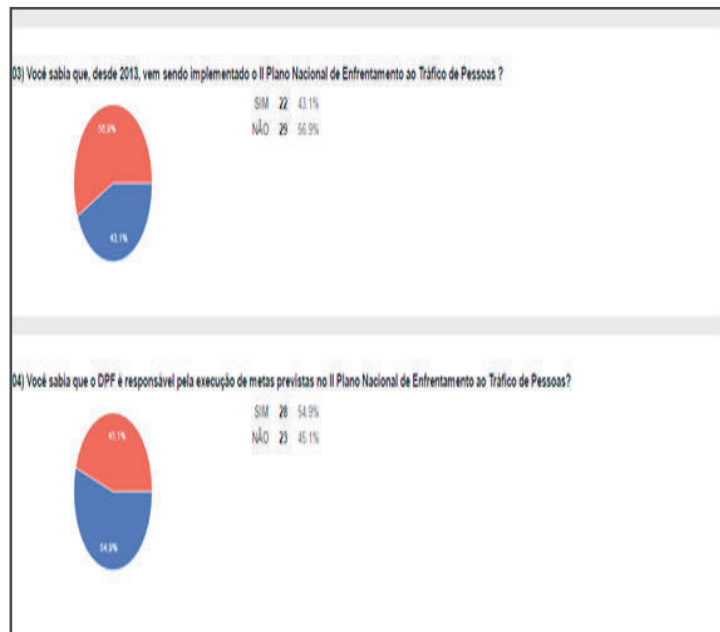 03) Você sabia que, desde 2013, vem sendo implementado o II Plano Nacional de Enfrentamento ao Tráfico de Pessoas ?
SIM 22 43.1%
NÃO 29 56.9%
56,9%
43,1%
04) Você sabia que o DPF é responsável pela execução de metas previstas no II Plano Nacional de Enfrentamento ao Tráfico de Pessoas?
SIM 28 54.9%
NÃO 23 45.1%
45,1%
54,9%